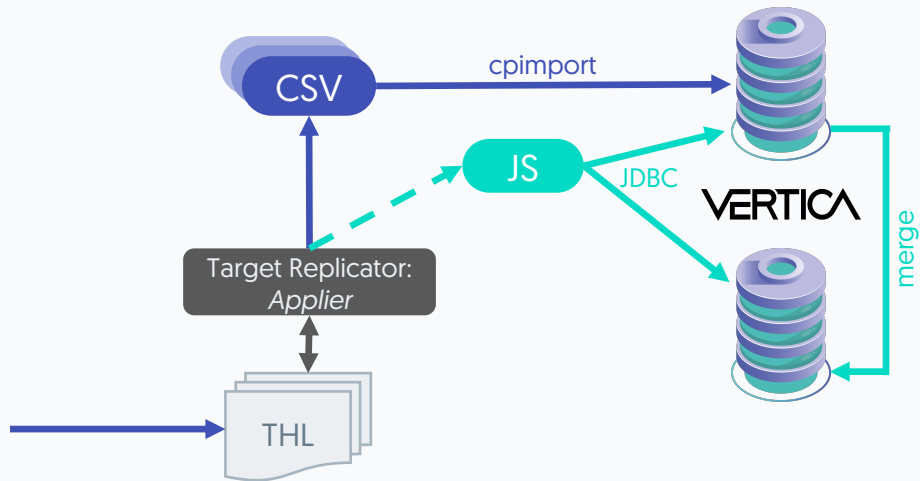 CSV
cpimport
JS
JDBC
VERTICA
merge
Target Replicator:
Applier
THL